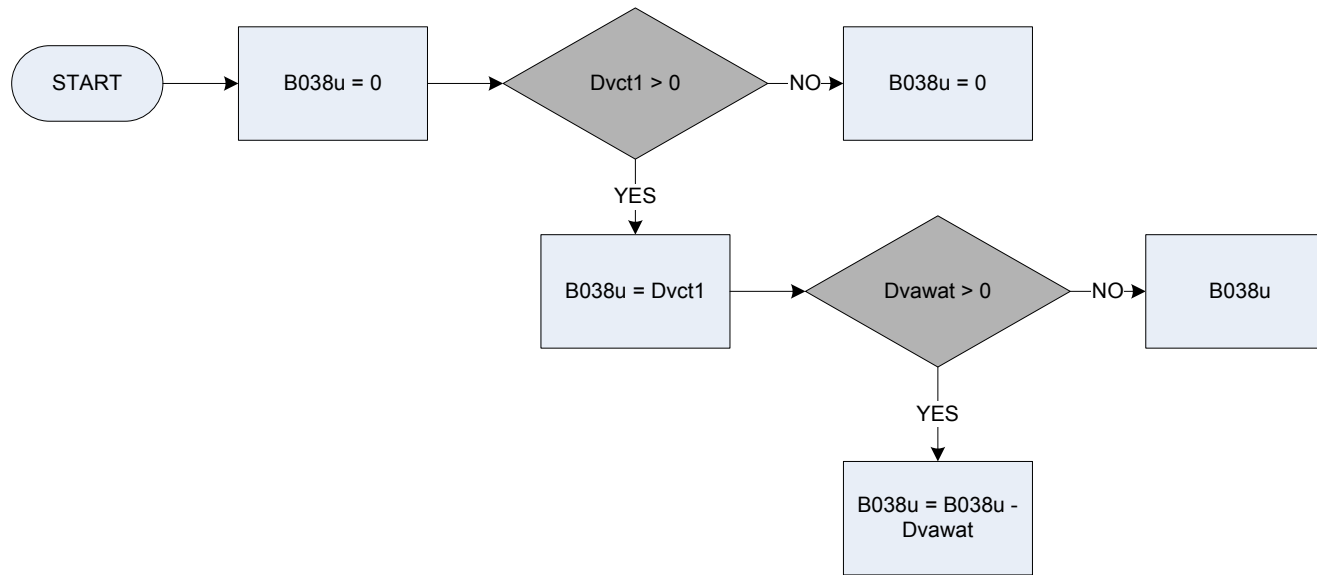 START
B038u = 0
Dvct1 > 0
NO
B038u = 0
YES
B038u = Dvct1
Dvawat > 0
NO
B038u
YES
B038u = B038u -
Dvawat